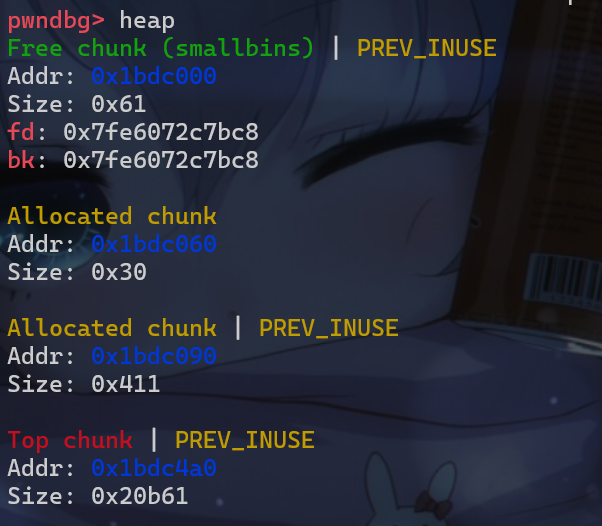 pwndbg> heap
Free chunk (smallbins) | PREV_INUSE
Addr: 0x1bdc000
Size: 0x61
fd: 0x7fe6072c7bc8
bk: 0x7fe6072c7bc8
Allocated chunk
Addr: 0x1bdc060
Size: 0x30
Allocated chunk | PREV_INUSE
Addr: 0x1bdc090
Size: 0x411
Top chunk | PREV_INUSE
Addr: 0x1bdc4a0
Size: 0x20b61